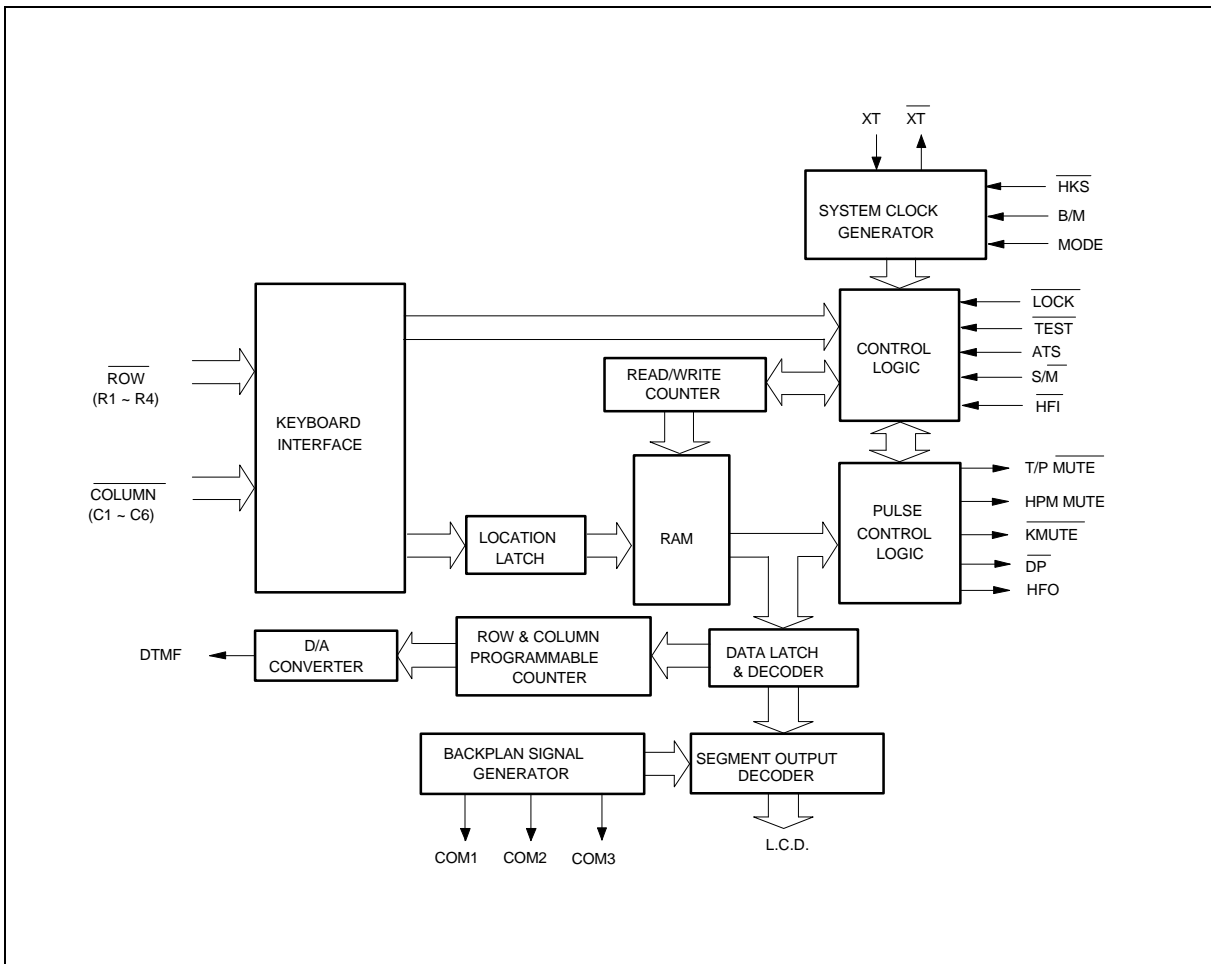 XT XT
HKS
B/M
MODE
SYSTEM CLOCK
GENERATOR
LOCK
TEST
ATS
S/M
HFI
CONTROL
LOGIC
READ/WRITE
COUNTER
ROW
(R1 ~ R4)
KEYBOARD
INTERFACE
COLUMN
(C1 ~ C6)
LOCATION
LATCH
RAM
PULSE
CONTROL
LOGIC
T/P MUTE
HPM MUTE
KMUTE
DP
HFO
DTMF
D/A
CONVERTER
ROW & COLUMN
PROGRAMMABLE
COUNTER
DATA LATCH
& DECODER
BACKPLAN SIGNAL
GENERATOR
SEGMENT OUTPUT
DECODER
COM1 COM2 COM3
L.C.D.